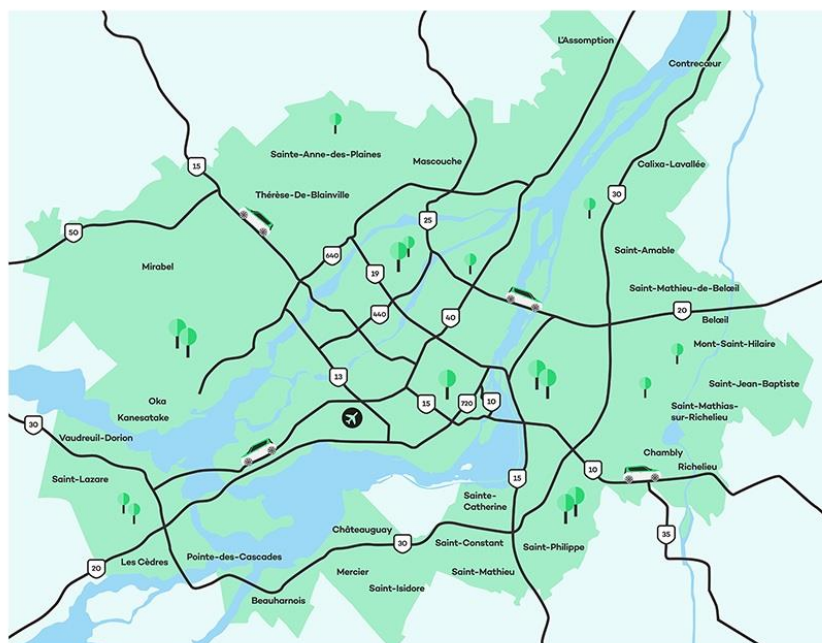 L'Assomption
Contrecœur
Sainte-Anne-des-Plaines
Mascouche
15
Calixa-Lavallée
Thérèse-De-Blainville
30
25
50
Saint-Amable
640
Mirabel
19
Saint-Mathieu-de-Belœil
440
40
20
Belœil
Mont-Saint-Hilaire
13
Saint-Jean-Baptiste
Oka
15
720
10
Kanesatake
Saint-Mathias-
sur-Richelieu
30
Vaudreuil-Dorion
Chambly
Richelieu
10
Saint-Lazare
15
Sainte-
Catherine
Châteauguay
35
30
Saint-Constant
Saint-Philippe
Pointe-des-Cascades
Les Cèdres
20
Mercier
Saint-Mathieu
Saint-Isidore
Beauharnois